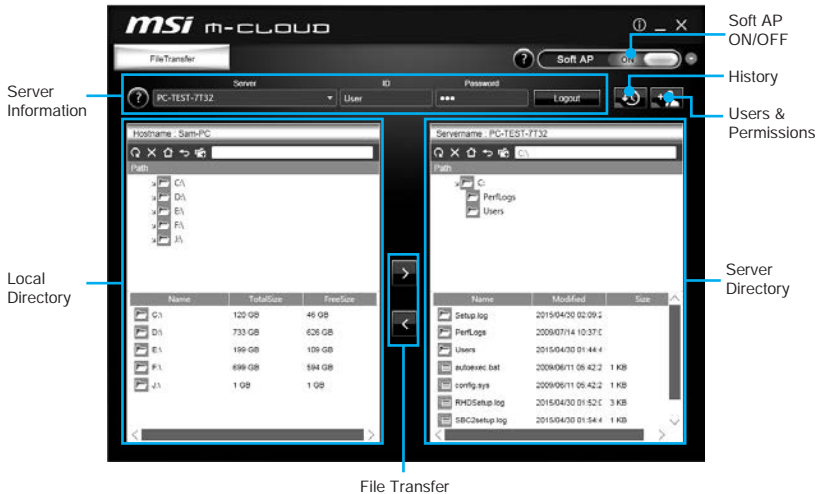 msi m-CLOUD
Soft AP
ON/OFF
FileTransfer
? Soft AP ON
History
Server
Information
Server ID Password
? PC-TEST-7T32 User ••• Logout
Users &
Permissions
Hostname : Sam-PC
Path
C:\
D:\
E:\
F:\
J:\
Servername : PC-TEST-7T32
C:\
Path
C:
PerfLogs
Users
Local
Directory
>
<
Server
Directory
Name TotalSize FreeSize
C:\ 120 GB 46 GB
D:\ 733 GB 626 GB
E:\ 199 GB 109 GB
F:\ 699 GB 594 GB
J:\ 1 GB 1 GB
Name Modified Size
Setup.log 2015/04/30 02:09:2
PerfLogs 2009/07/14 10:37:0
Users 2015/04/30 01:44:4
autoexec.bat 2009/06/11 05:42:2 1 KB
config.sys 2009/06/11 05:42:2 1 KB
RHDSetup.log 2015/04/30 01:52:0 3 KB
SBC2setup.log 2015/04/30 01:54:4 1 KB
File Transfer